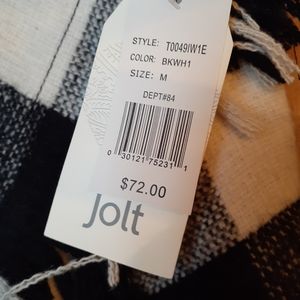 STYLE: T0049IW1E
COLOR: BKWH1
SIZE: M
DEPT#84
0 30121 75231 1
$72.00
Jolt